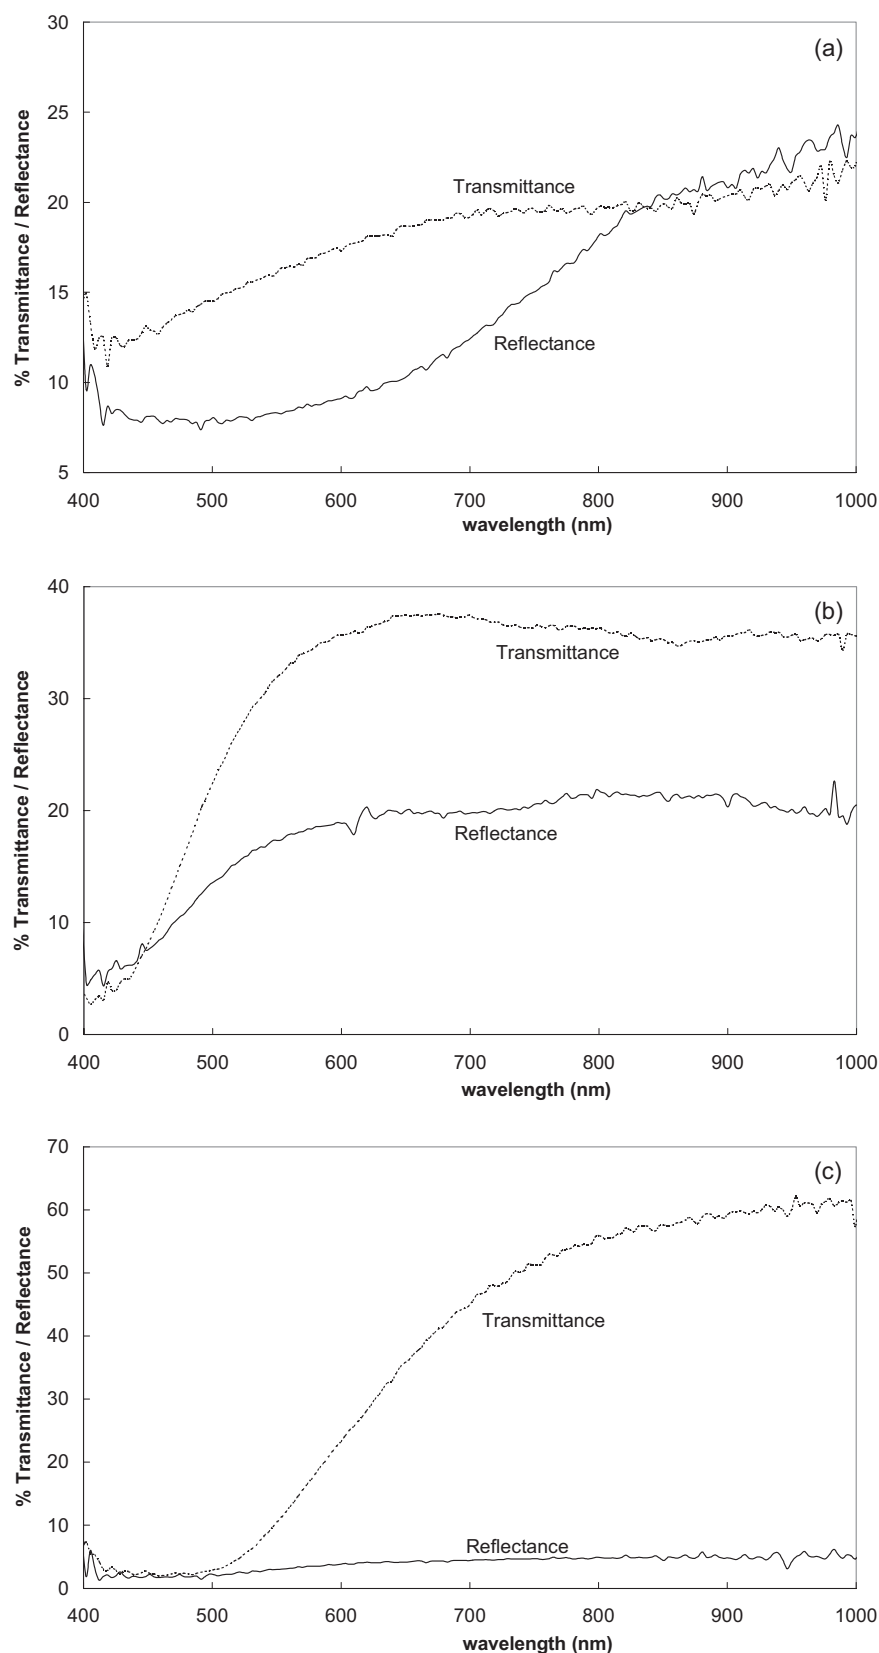 (a)
% Transmittance / Reflectance
30
25
20
15
10
5
Transmittance
Reflectance
400 500 600 700 800 900 1000
wavelength (nm)
(b)
% Transmittance / Reflectance
40
30
20
10
0
Transmittance
Reflectance
400 500 600 700 800 900 1000
wavelength (nm)
(c)
% Transmittance / Reflectance
70
60
50
40
30
20
10
0
Transmittance
Reflectance
400 500 600 700 800 900 1000
wavelength (nm)